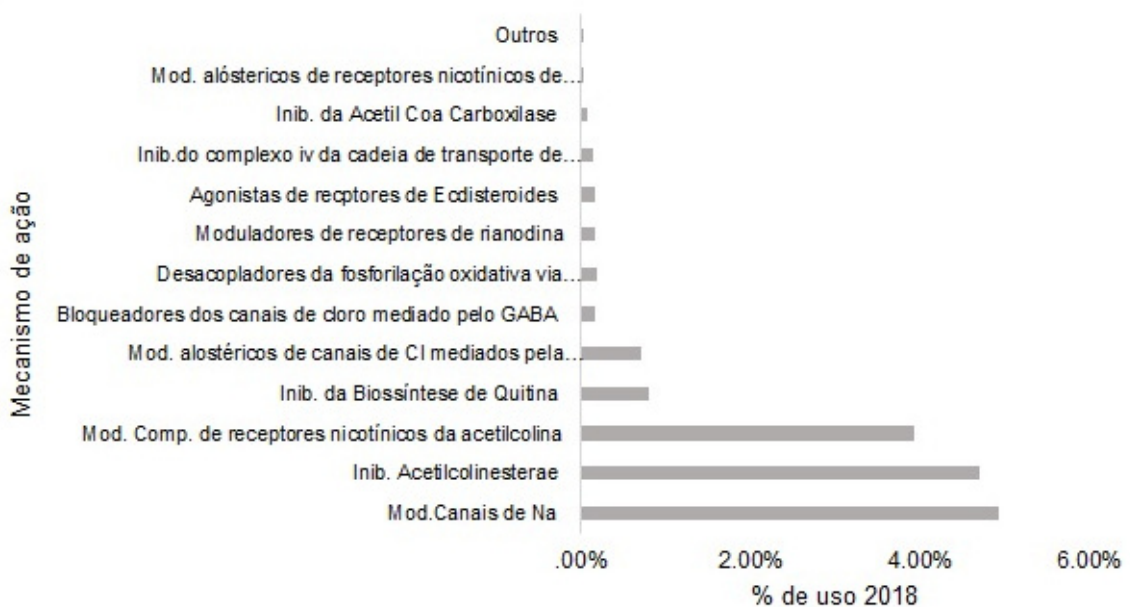 Outros
Mod. alóstericos de receptores nicotínicos de...
Inib. da Acetil Coa Carboxilase
Inib.do complexo iv da cadeia de transporte de...
Agonistas de recptores de Ecdisteroides
Moduladores de receptores de rianodina
Desacopladores da fosforilação oxidativa via...
Bloqueadores dos canais de cloro mediado pelo GABA
Mod. alostéricos de canais de Cl mediados pela...
Inib. da Biossíntese de Quitina
Mod. Comp. de receptores nicotínicos da acetilcolina
Inib. Acetilcolinesterae
Mod.Canais de Na
Mecanismo de ação
.00% 2.00% 4.00% 6.00%
% de uso 2018